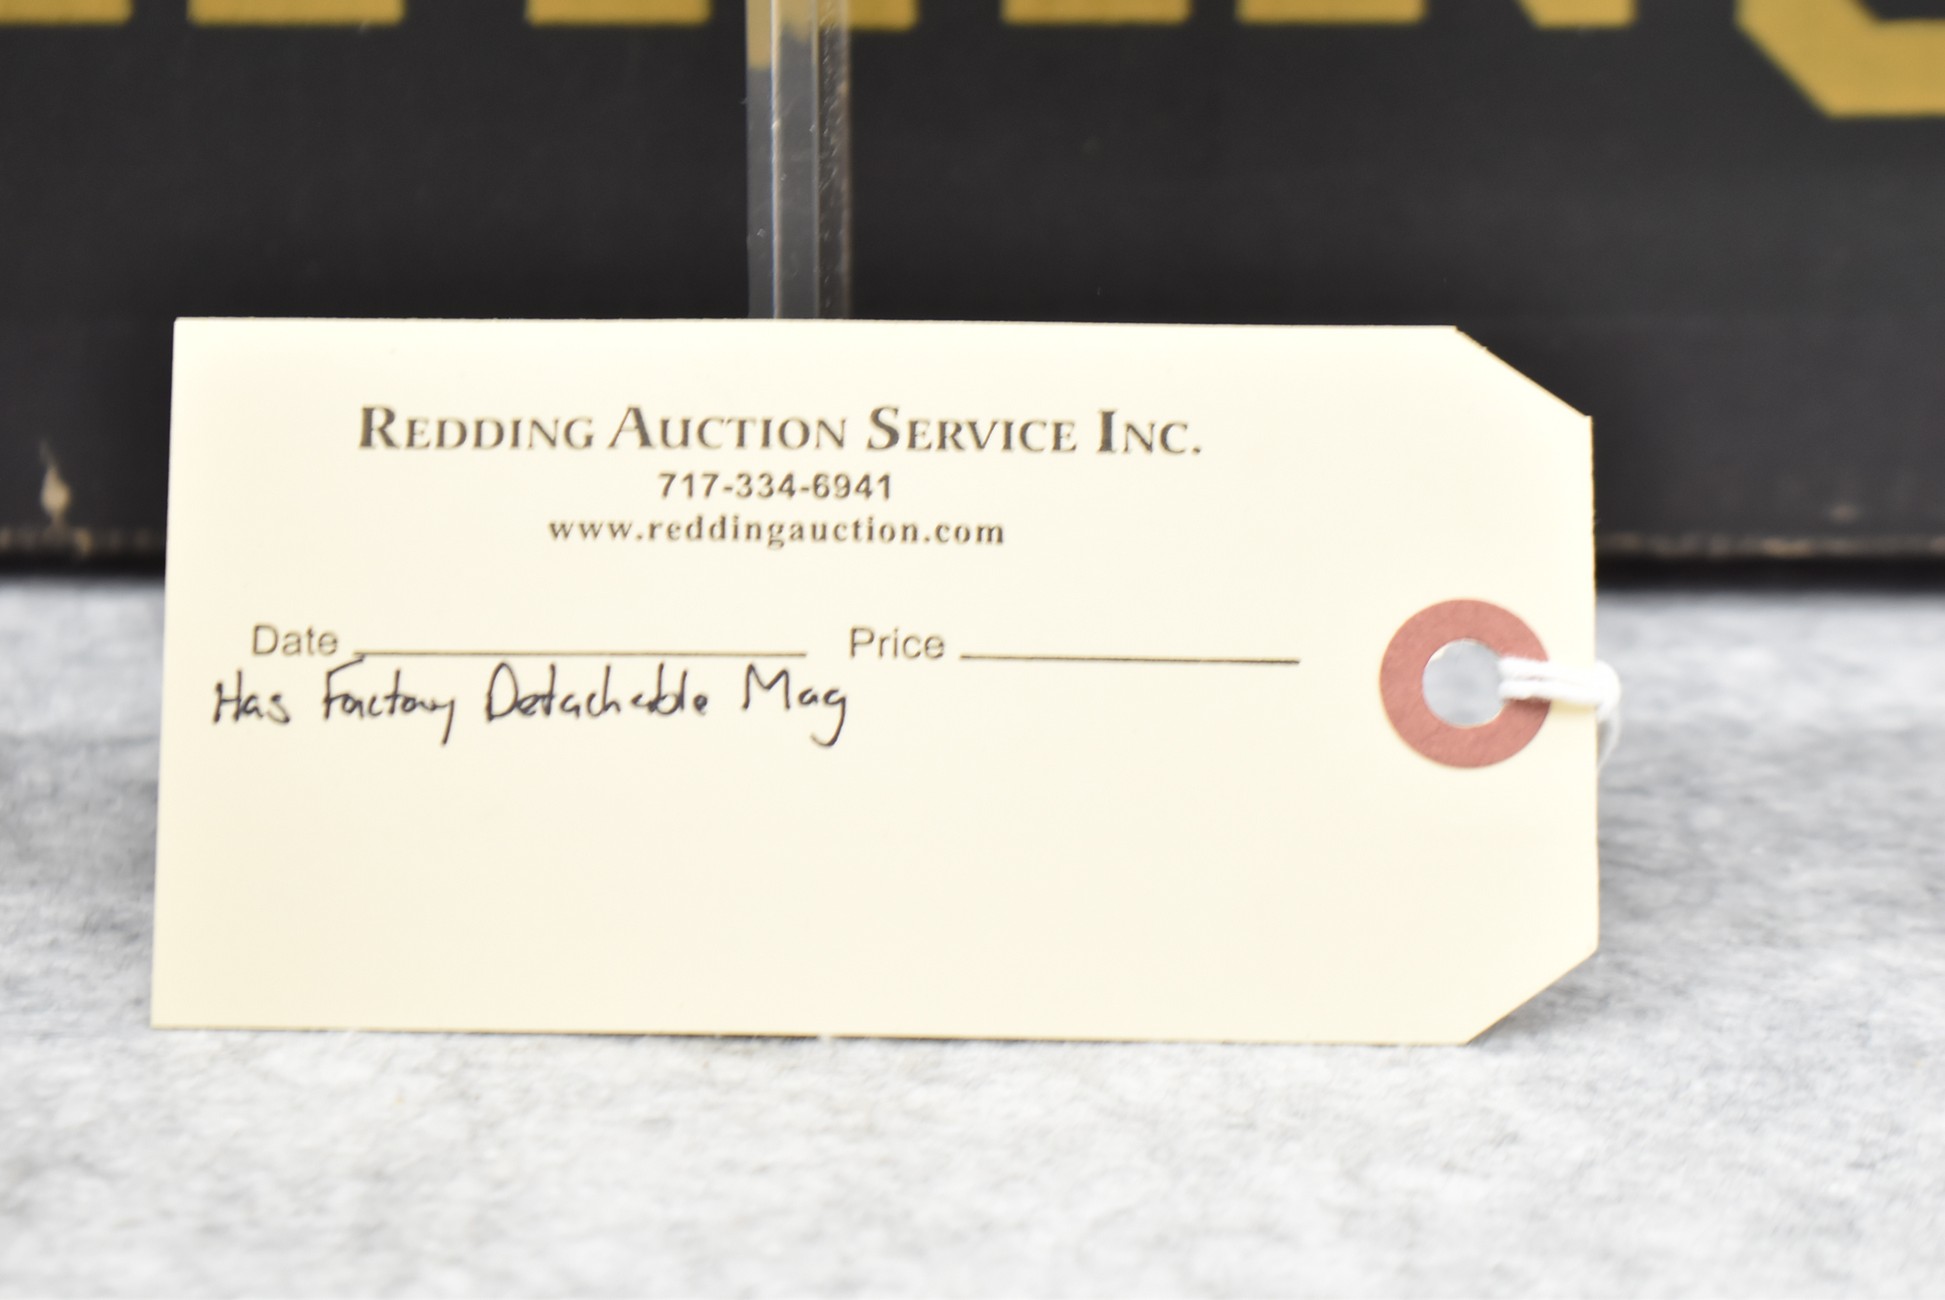 REDDING AUCTION SERVICE INC.
717-334-6941
www.reddingauction.com
Date Price
Has Factory Detachable Mag